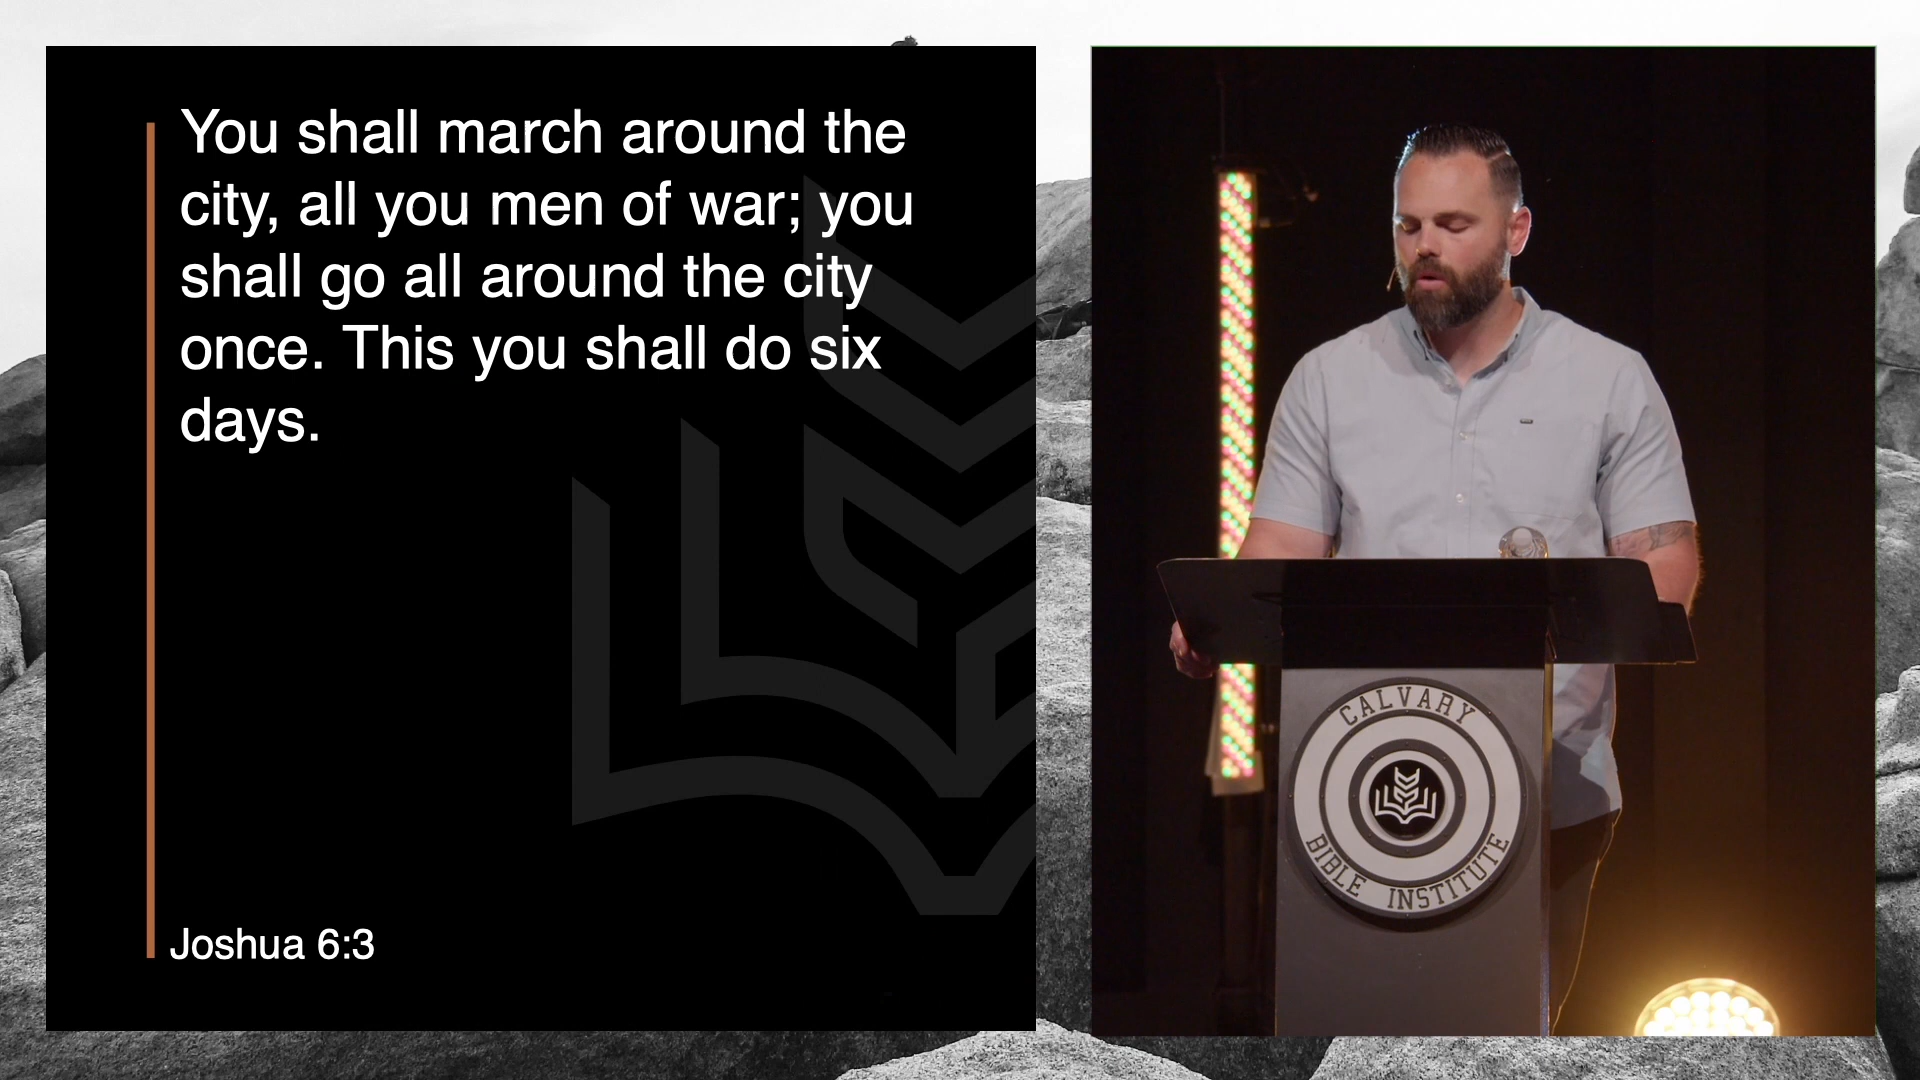 You shall march around the
city, all you men of war; you
shall go all around the city
once. This you shall do six
days.
Joshua 6:3
CALVARY
BIBLE INSTITUTE